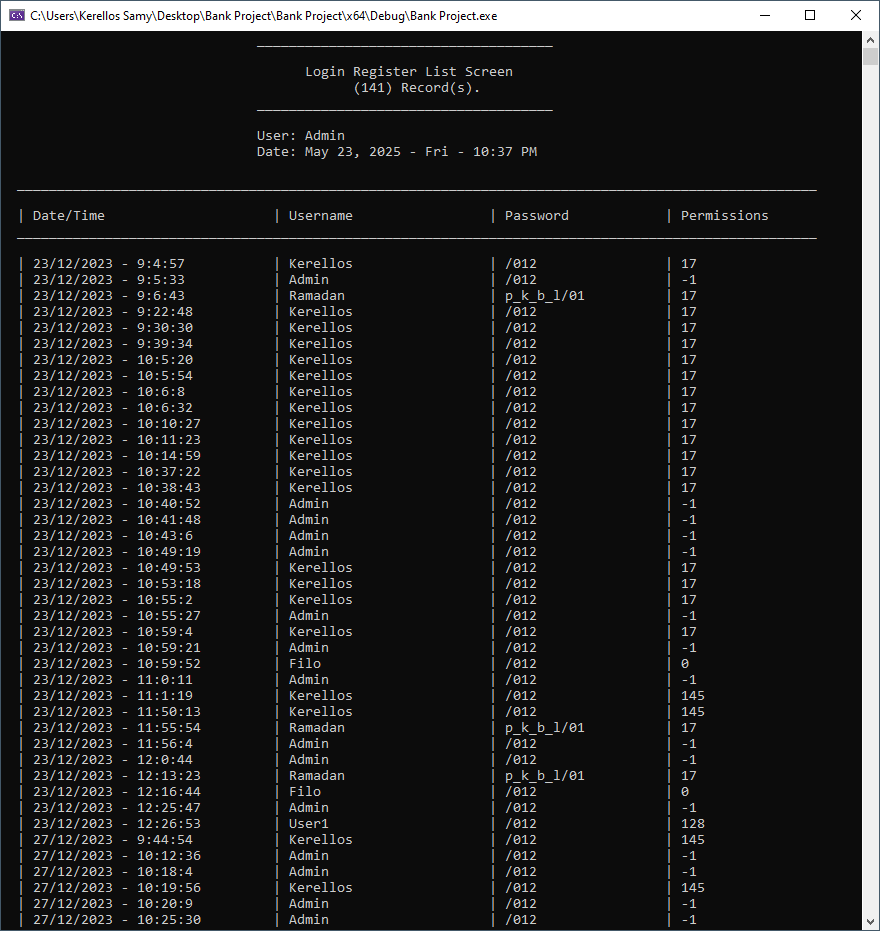 C:\Users\Kerellos Samy\Desktop\Bank Project\Bank Project\x64\Debug\Bank Project.exe
Login Register List Screen
(141) Record(s).
User: Admin
Date: May 23, 2025 - Fri - 10:37 PM
| Date/Time | Username | Password | Permissions
| 23/12/2023 - 9:4:57 | Kerellos | /012 | 17
| 23/12/2023 - 9:5:33 | Admin | /012 | -1
| 23/12/2023 - 9:6:43 | Ramadan | p_k_b_l/01 | 17
| 23/12/2023 - 9:22:48 | Kerellos | /012 | 17
| 23/12/2023 - 9:30:30 | Kerellos | /012 | 17
| 23/12/2023 - 9:39:34 | Kerellos | /012 | 17
| 23/12/2023 - 10:5:20 | Kerellos | /012 | 17
| 23/12/2023 - 10:5:54 | Kerellos | /012 | 17
| 23/12/2023 - 10:6:8 | Kerellos | /012 | 17
| 23/12/2023 - 10:6:32 | Kerellos | /012 | 17
| 23/12/2023 - 10:10:27 | Kerellos | /012 | 17
| 23/12/2023 - 10:11:23 | Kerellos | /012 | 17
| 23/12/2023 - 10:14:59 | Kerellos | /012 | 17
| 23/12/2023 - 10:37:22 | Kerellos | /012 | 17
| 23/12/2023 - 10:38:43 | Kerellos | /012 | 17
| 23/12/2023 - 10:40:52 | Admin | /012 | -1
| 23/12/2023 - 10:41:48 | Admin | /012 | -1
| 23/12/2023 - 10:43:6 | Admin | /012 | -1
| 23/12/2023 - 10:49:19 | Admin | /012 | -1
| 23/12/2023 - 10:49:53 | Kerellos | /012 | 17
| 23/12/2023 - 10:53:18 | Kerellos | /012 | 17
| 23/12/2023 - 10:55:2 | Kerellos | /012 | 17
| 23/12/2023 - 10:55:27 | Admin | /012 | -1
| 23/12/2023 - 10:59:4 | Kerellos | /012 | 17
| 23/12/2023 - 10:59:21 | Admin | /012 | -1
| 23/12/2023 - 10:59:52 | Filo | /012 | 0
| 23/12/2023 - 11:0:11 | Admin | /012 | -1
| 23/12/2023 - 11:1:19 | Kerellos | /012 | 145
| 23/12/2023 - 11:50:13 | Kerellos | /012 | 145
| 23/12/2023 - 11:55:54 | Ramadan | p_k_b_l/01 | 17
| 23/12/2023 - 11:56:4 | Admin | /012 | -1
| 23/12/2023 - 12:0:44 | Admin | /012 | -1
| 23/12/2023 - 12:13:23 | Ramadan | p_k_b_l/01 | 17
| 23/12/2023 - 12:16:44 | Filo | /012 | 0
| 23/12/2023 - 12:25:47 | Admin | /012 | -1
| 23/12/2023 - 12:26:53 | User1 | /012 | 128
| 27/12/2023 - 9:44:54 | Kerellos | /012 | 145
| 27/12/2023 - 10:12:36 | Admin | /012 | -1
| 27/12/2023 - 10:18:4 | Admin | /012 | -1
| 27/12/2023 - 10:19:56 | Kerellos | /012 | 145
| 27/12/2023 - 10:20:9 | Admin | /012 | -1
| 27/12/2023 - 10:25:30 | Admin | /012 | -1